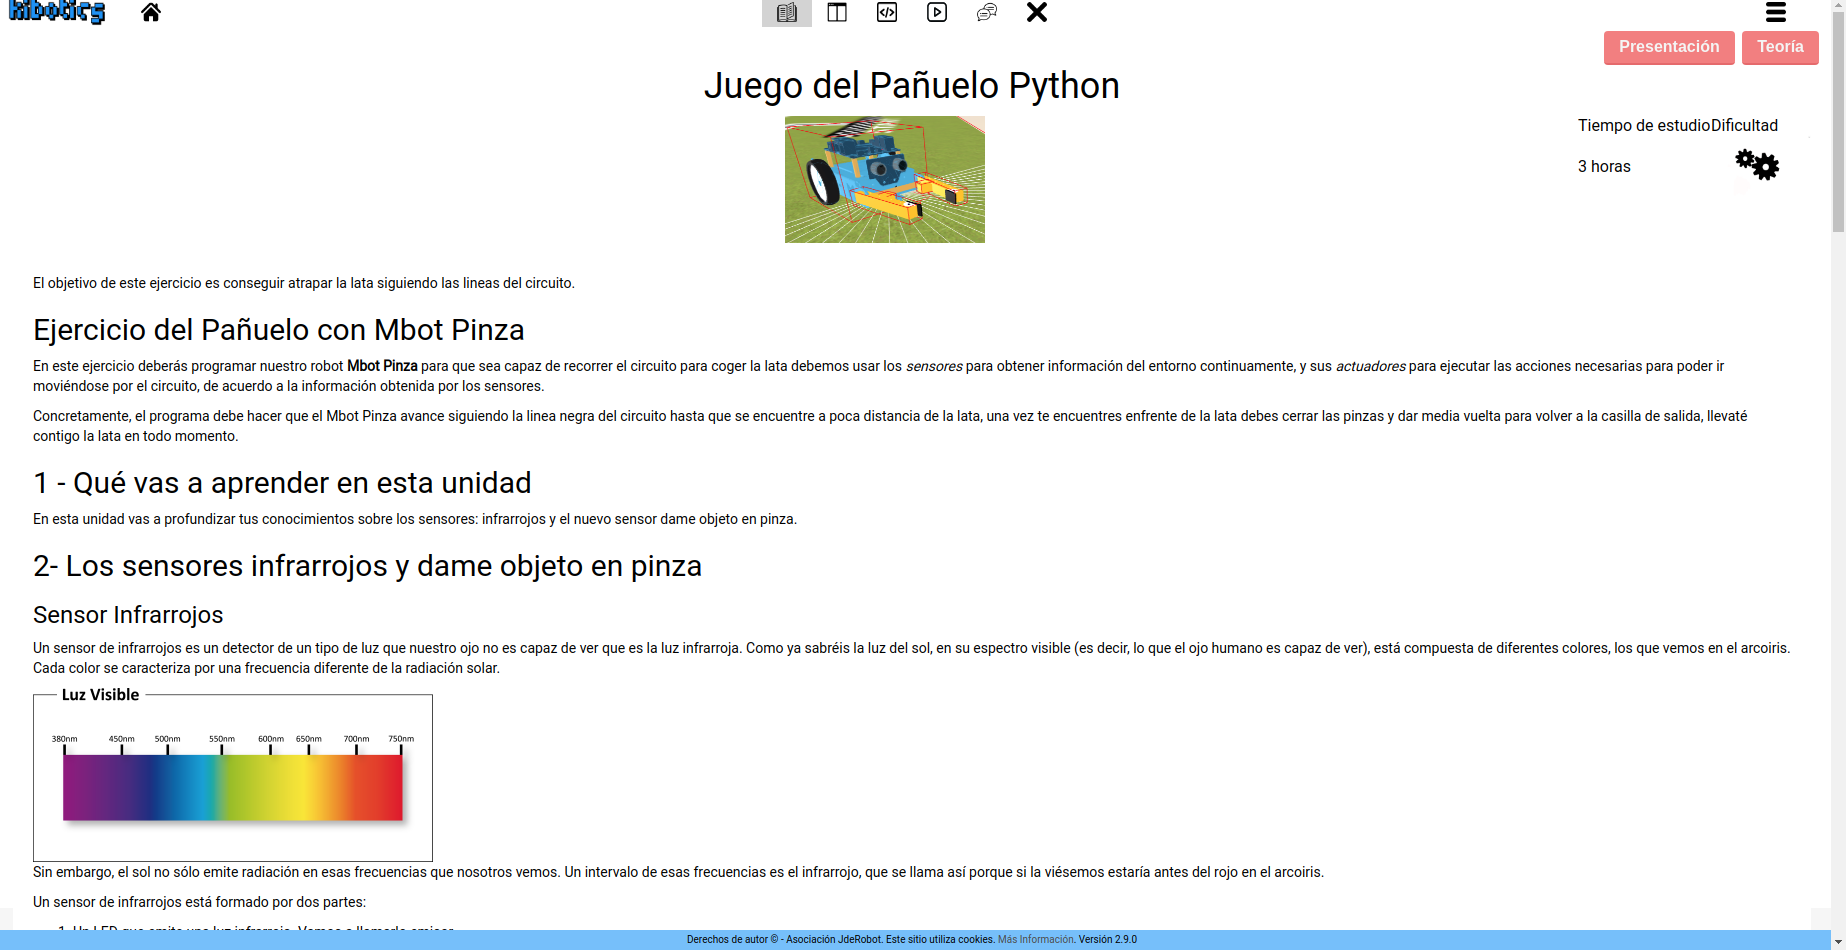 kibotics
Presentación Teoría
Juego del Pañuelo Python
Tiempo de estudio Dificultad
3 horas
El objetivo de este ejercicio es conseguir atrapar la lata siguiendo las lineas del circuito.
Ejercicio del Pañuelo con Mbot Pinza
En este ejercicio deberás programar nuestro robot Mbot Pinza para que sea capaz de recorrer el circuito para coger la lata debemos usar los sensores para obtener información del entorno continuamente, y sus actuadores para ejecutar las acciones necesarias para poder ir
moviéndose por el circuito, de acuerdo a la información obtenida por los sensores.
Concretamente, el programa debe hacer que el Mbot Pinza avance siguiendo la linea negra del circuito hasta que se encuentre a poca distancia de la lata, una vez te encuentres enfrente de la lata debes cerrar las pinzas y dar media vuelta para volver a la casilla de salida, llevaté
contigo la lata en todo momento.
1 - Qué vas a aprender en esta unidad
En esta unidad vas a profundizar tus conocimientos sobre los sensores: infrarrojos y el nuevo sensor dame objeto en pinza.
2- Los sensores infrarrojos y dame objeto en pinza
Sensor Infrarrojos
Un sensor de infrarrojos es un detector de un tipo de luz que nuestro ojo no es capaz de ver que es la luz infrarroja. Como ya sabréis la luz del sol, en su espectro visible (es decir, lo que el ojo humano es capaz de ver), está compuesta de diferentes colores, los que vemos en el arcoiris.
Cada color se caracteriza por una frecuencia diferente de la radiación solar.
Luz Visible
380nm 450nm 500nm 550nm 600nm 650nm 700nm 750nm
Sin embargo, el sol no sólo emite radiación en esas frecuencias que nosotros vemos. Un intervalo de esas frecuencias es el infrarrojo, que se llama así porque si la viésemos estaría antes del rojo en el arcoiris.
Un sensor de infrarrojos está formado por dos partes:
1. Un LED que emite una luz infrarroja. Vamos a llamarlo emisor.
Derechos de autor © - Asociación JdeRobot. Este sitio utiliza cookies. Más Información. Versión 2.9.0